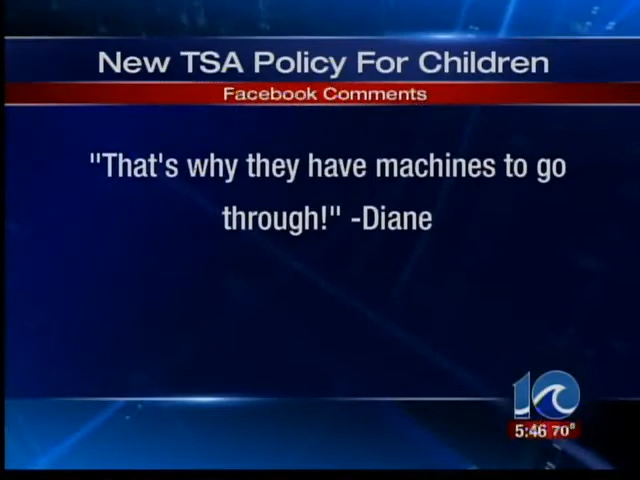 New TSA Policy For Children
Facebook Comments
"That's why they have machines to go
through!" -Diane
10
5:46 70°